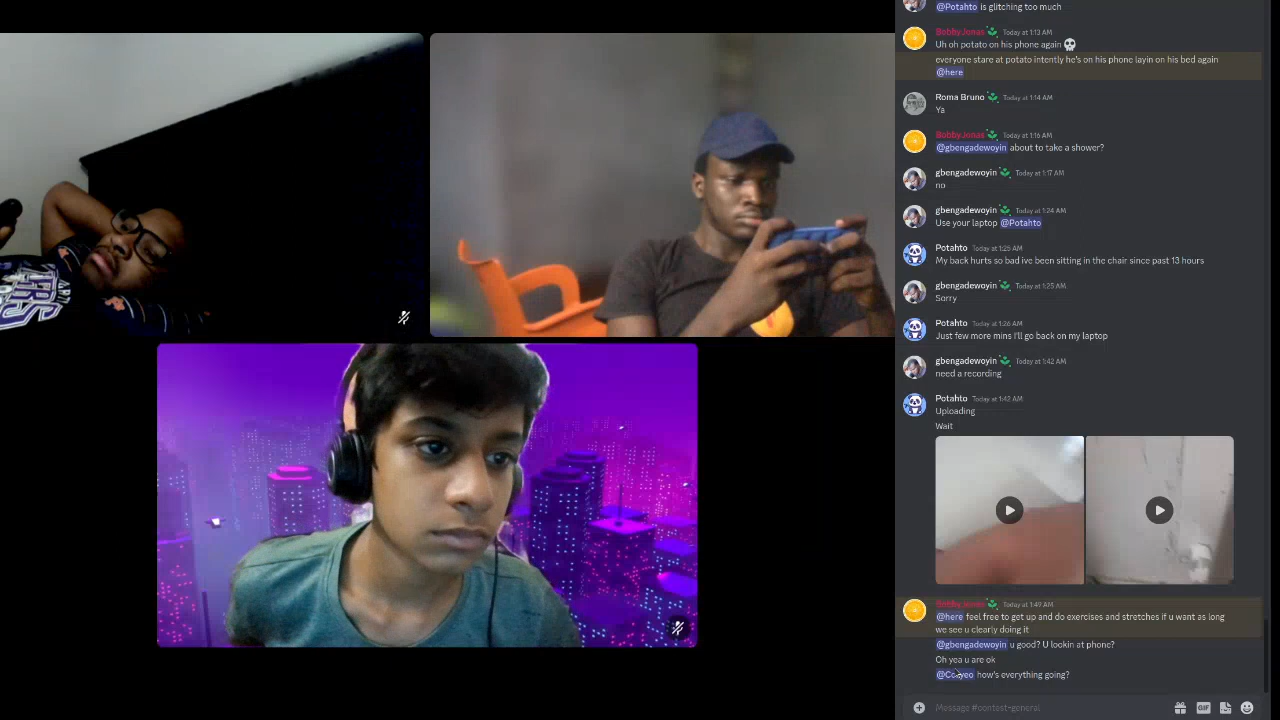 @Potahto is glitching too much
BobbyJonas Today at 1:13 AM
Uh oh potato on his phone again 💀
everyone stare at potato intently he's on his phone layin on his bed again
@here
Roma Bruno Today at 1:14 AM
Ya
BobbyJonas Today at 1:16 AM
@gbengadewoyin about to take a shower?
gbengadewoyin Today at 1:17 AM
no
gbengadewoyin Today at 1:24 AM
Use your laptop @Potahto
Potahto Today at 1:25 AM
My back hurts so bad ive been sitting in the chair since past 13 hours
gbengadewoyin Today at 1:25 AM
Sorry
Potahto Today at 1:26 AM
Just few more mins I'll go back on my laptop
gbengadewoyin Today at 1:42 AM
need a recording
Potahto Today at 1:42 AM
Uploading
Wait
BobbyJonas Today at 1:49 AM
@here feel free to get up and do exercises and stretches if u want as long
we see u clearly doing it
@gbengadewoyin u good? U lookin at phone?
Oh yea u are ok
how's everything going?
Message #contest-general
GIF